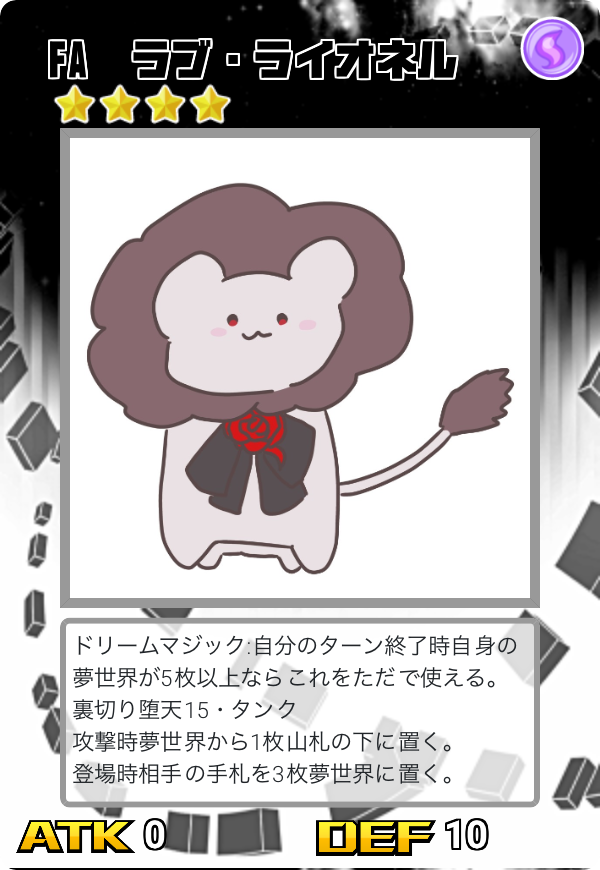 FA ラブ・ライオネル
ドリームマジック:自分のターン終了時自身の
夢世界が5枚以上ならこれをただで使える。
裏切り堕天15・タンク
攻撃時夢世界から1枚山札の下に置く。
登場時相手の手札を3枚夢世界に置く。
ATK 0 DEF 10